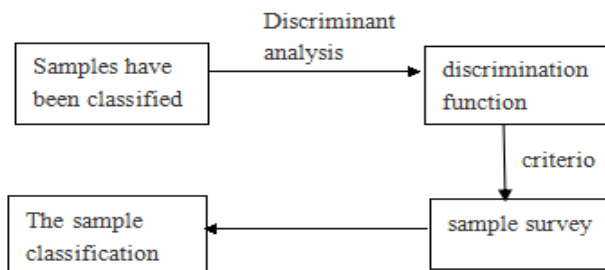 Discriminant
analysis
Samples have
been classified
discrimination
function
criterio
The sample
classification
sample survey